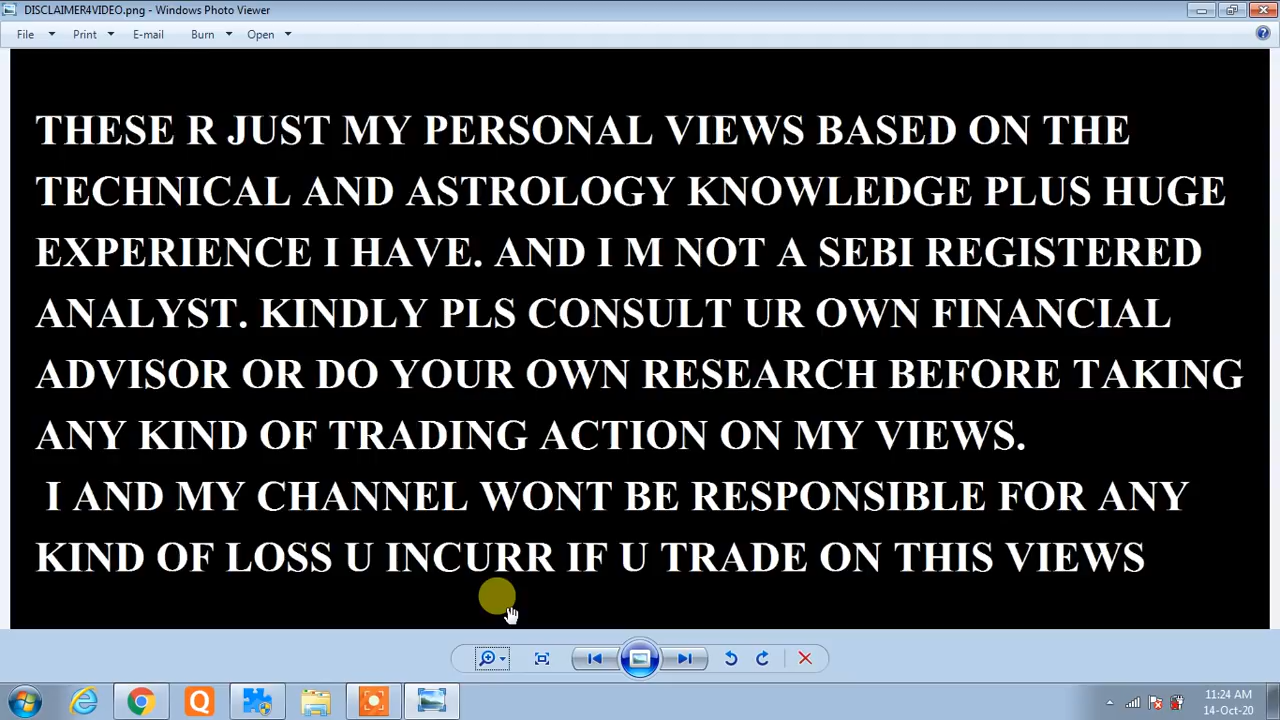 DISCLAIMER4VIDEO.png - Windows Photo Viewer
File Print E-mail Burn Open
THESE R JUST MY PERSONAL VIEWS BASED ON THE
TECHNICAL AND ASTROLOGY KNOWLEDGE PLUS HUGE
EXPERIENCE I HAVE. AND I M NOT A SEBI REGISTERED
ANALYST. KINDLY PLS CONSULT UR OWN FINANCIAL
ADVISOR OR DO YOUR OWN RESEARCH BEFORE TAKING
ANY KIND OF TRADING ACTION ON MY VIEWS.
I AND MY CHANNEL WONT BE RESPONSIBLE FOR ANY
KIND OF LOSS U INCURR IF U TRADE ON THIS VIEWS
11:24 AM
14-Oct-20